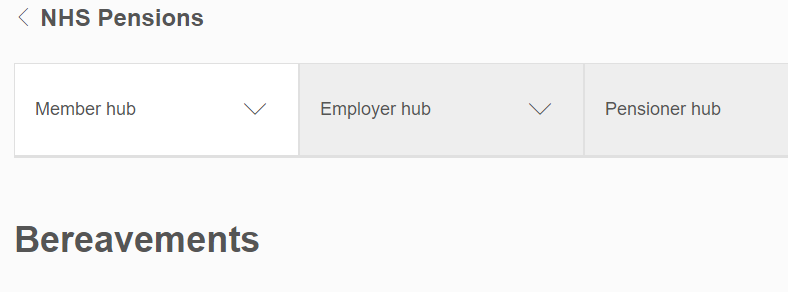 NHS Pensions
Member hub
Employer hub
Pensioner hub
Bereavements